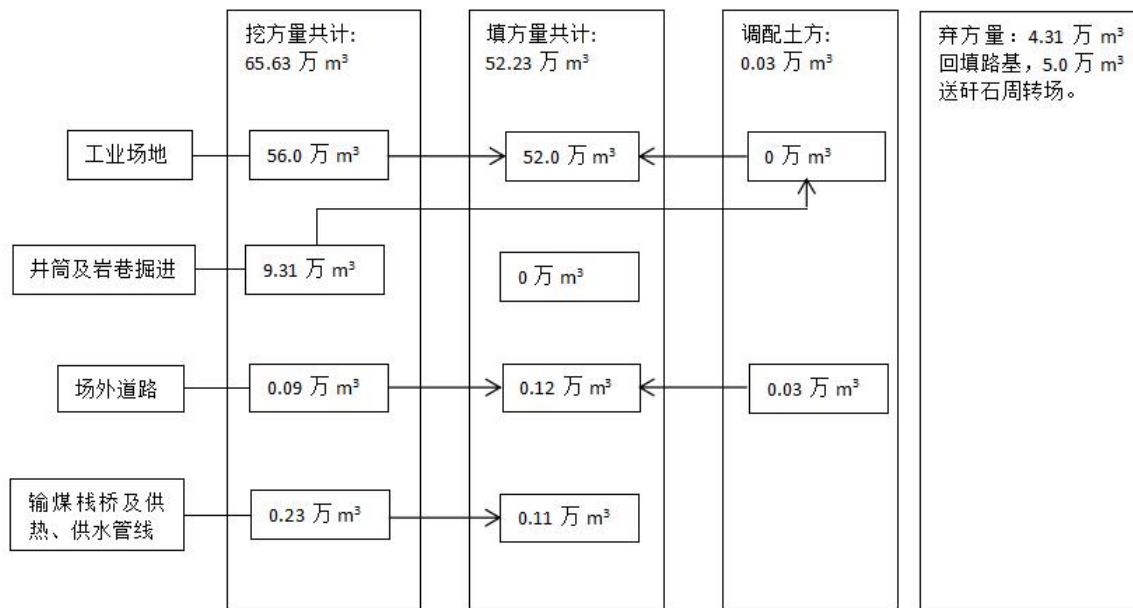 挖方量共计:
65.63 万 m³
填方量共计:
52.23 万 m³
调配土方:
0.03 万 m³
弃方量：4.31 万 m³
回填路基，5.0 万 m³
送矸石周转场。
工业场地
56.0 万 m³
52.0 万 m³
0 万 m³
井筒及岩巷掘进
9.31 万 m³
0 万 m³
场外道路
0.09 万 m³
0.12 万 m³
0.03 万 m³
输煤栈桥及供
热、供水管线
0.23 万 m³
0.11 万 m³